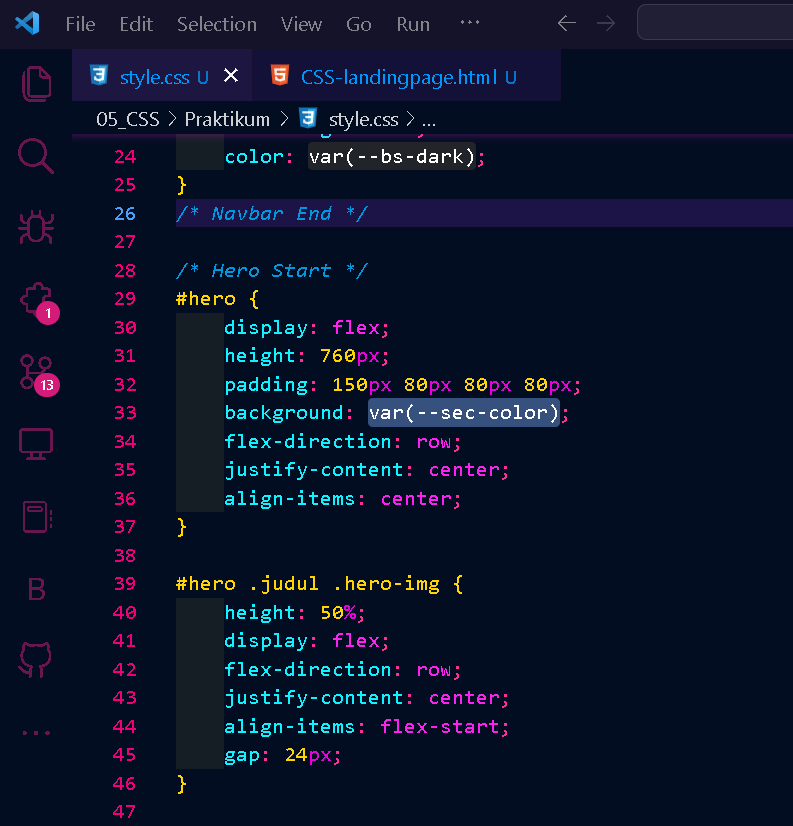 File Edit Selection View Go Run ··· ← →
style.css U × CSS-landingpage.html U
05_CSS > Praktikum > style.css > ...
24 color: var(--bs-dark);
25 }
26 /* Navbar End */
27
28 /* Hero Start */
29 #hero {
30 display: flex;
31 height: 760px;
32 padding: 150px 80px 80px 80px;
33 background: var(--sec-color);
34 flex-direction: row;
35 justify-content: center;
36 align-items: center;
37 }
38
39 #hero .judul .hero-img {
40 height: 50%;
41 display: flex;
42 flex-direction: row;
43 justify-content: center;
44 align-items: flex-start;
45 gap: 24px;
46 }
47
1
13
B